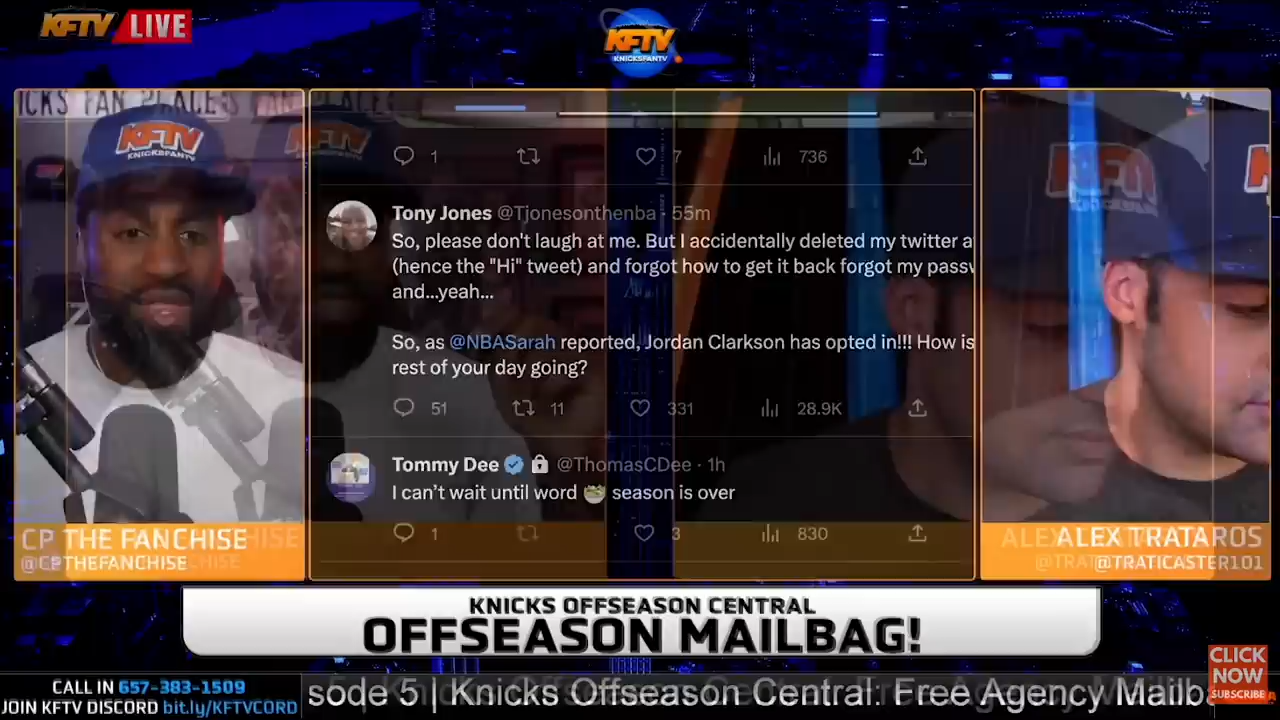 KFTV LIVE
KFTV
KNICKSFANTV
KFTV
KNICKSFANTV
1 7 736
Tony Jones @Tjonesonthenba · 55m
So, please don't laugh at me. But I accidentally deleted my twitter a
(hence the "Hi" tweet) and forgot how to get it back forgot my passw
and...yeah...
So, as @NBASarah reported, Jordan Clarkson has opted in!!! How is
rest of your day going?
51 11 331 28.9K
Tommy Dee @ThomasCDee · 1h
I can't wait until word 🥗 season is over
1 3 830
CP THE FANCHISE
@CPTHEFANCHISE
ALEX TRATAROS
@TRATICASTER101
KNICKS OFFSEASON CENTRAL
OFFSEASON MAILBAG!
CLICK
NOW
SUBSCRIBE
CALL IN 657-383-1509
JOIN KFTV DISCORD bit.ly/KFTVCORD
sode 5 | Knicks Offseason Central: Free Agency Mailb